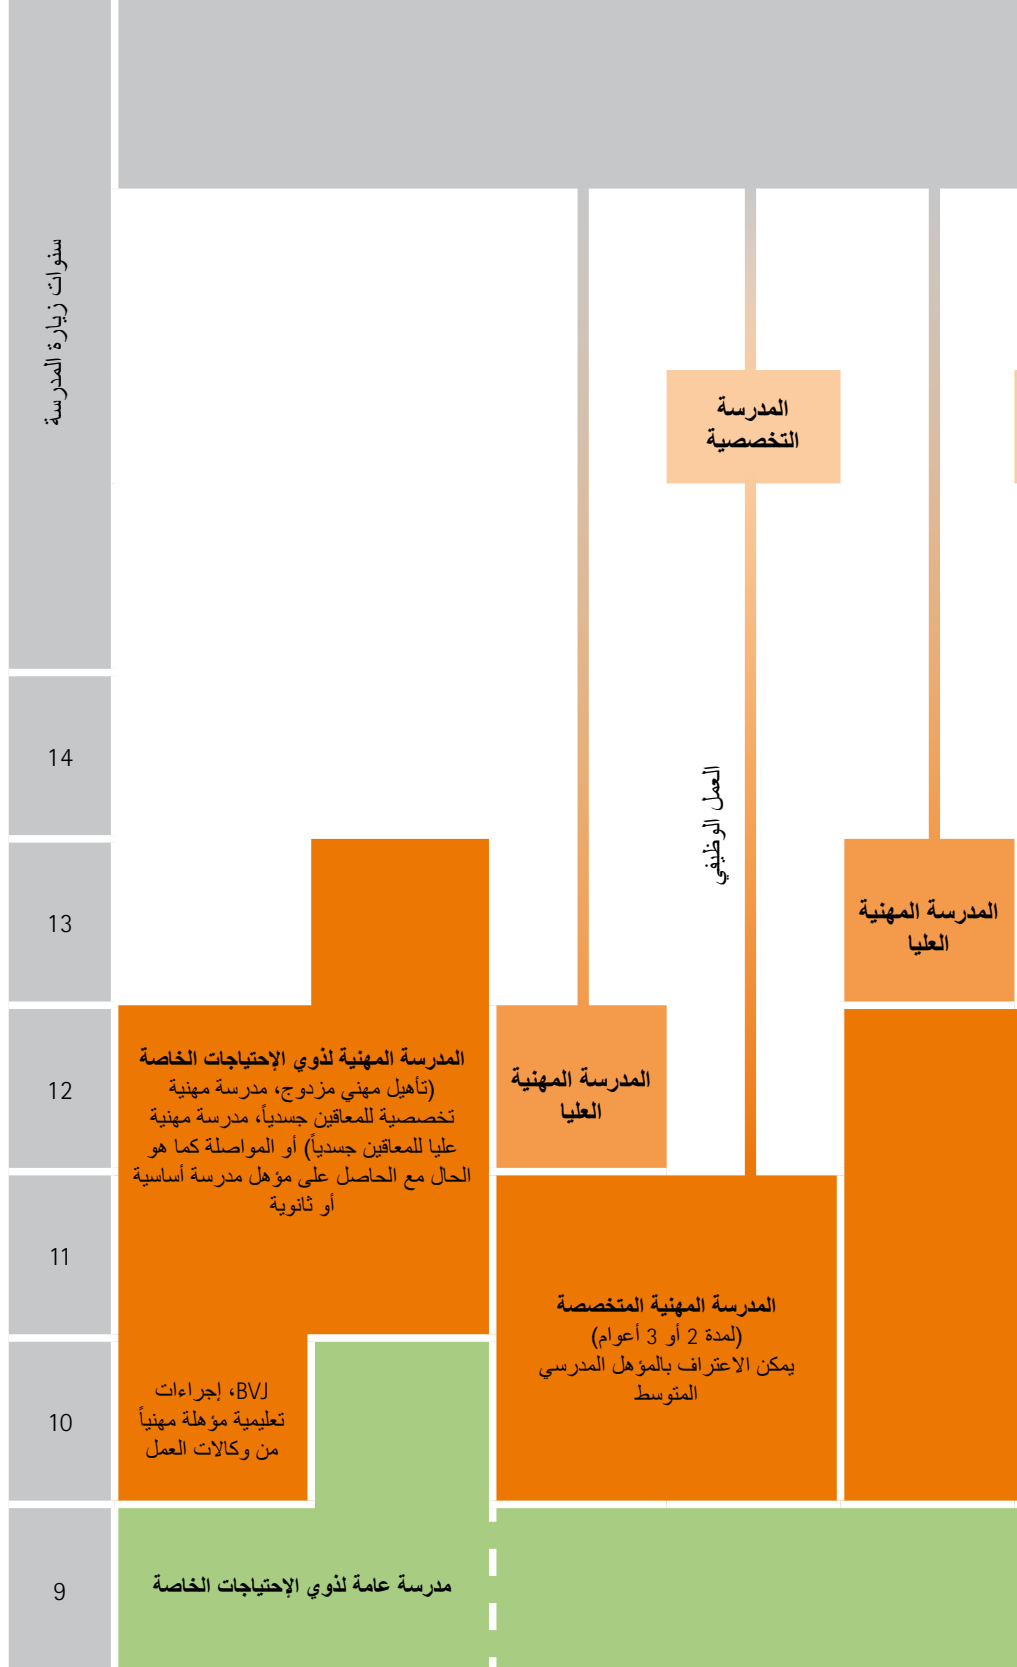 سنوات زيارة المدرسة
المدرسة
التخصصية
14
العمل الوظيفي
13
المدرسة المهنية
العليا
12
المدرسة المهنية لذوي الإحتياجات الخاصة
(تأهيل مهني مزدوج، مدرسة مهنية
تخصصية للمعاقين جسدياً، مدرسة مهنية
عليا للمعاقين جسدياً) أو المواصلة كما هو
الحال مع الحاصل على مؤهل مدرسة أساسية
أو ثانوية
المدرسة المهنية
العليا
11
المدرسة المهنية المتخصصة
(لمدة 2 أو 3 أعوام)
يمكن الاعتراف بالمؤهل المدرسي
المتوسط
10
BVJ، إجراءات
تعليمية مؤهلة مهنياً
من وكالات العمل
9
مدرسة عامة لذوي الإحتياجات الخاصة